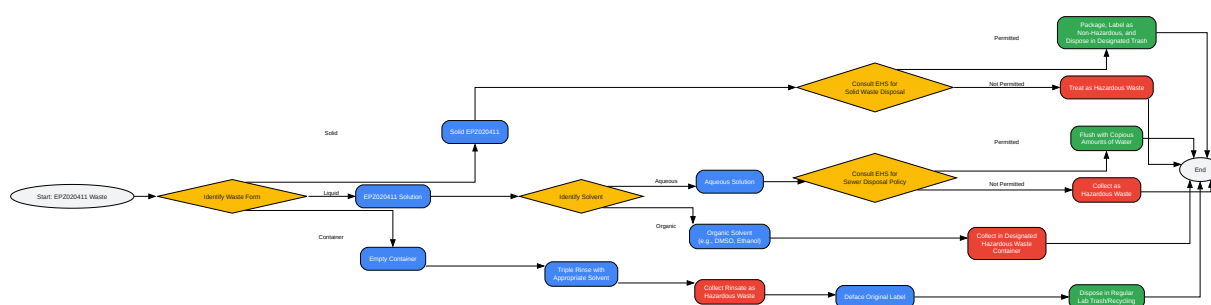 Start: EPZ020411 Waste
Identify Waste Form
Solid
Liquid
Container
Solid EPZ020411
EPZ020411 Solution
Empty Container
Identify Solvent
Aqueous
Organic
Triple Rinse with
Appropriate Solvent
Aqueous Solution
Organic Solvent
(e.g., DMSO, Ethanol)
Collect Rinsate as
Hazardous Waste
Consult EHS for
Solid Waste Disposal
Consult EHS for
Sewer Disposal Policy
Deface Original Label
Permitted
Not Permitted
Permitted
Not Permitted
Package, Label as
Non-Hazardous, and
Dispose in Designated Trash
Treat as Hazardous Waste
Flush with Copious
Amounts of Water
Collect as
Hazardous Waste
Collect in Designated
Hazardous Waste
Container
Dispose in Regular
Lab Trash/Recycling
End